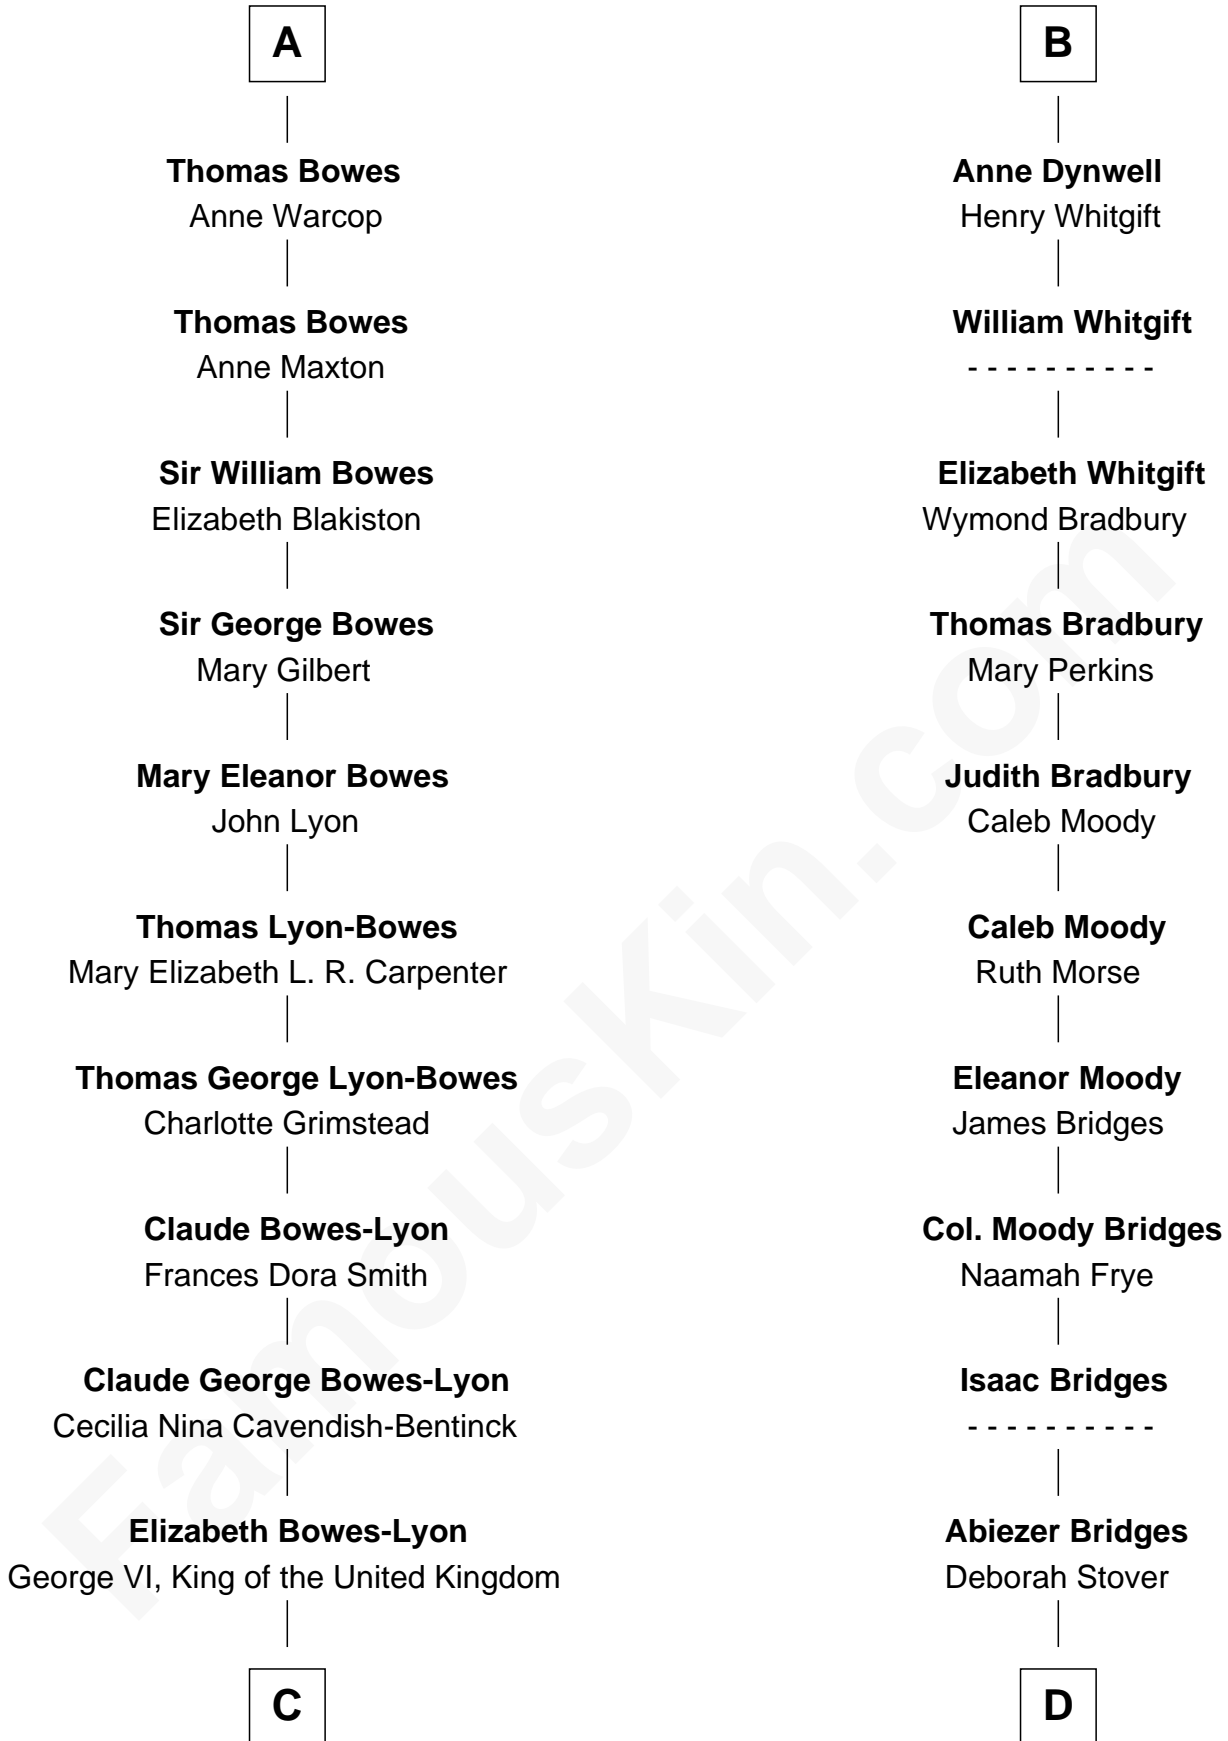 A
Thomas Bowes
Anne Warcop
Thomas Bowes
Anne Maxton
Sir William Bowes
Elizabeth Blakiston
Sir George Bowes
Mary Gilbert
Mary Eleanor Bowes
John Lyon
Thomas Lyon-Bowes
Mary Elizabeth L. R. Carpenter
Thomas George Lyon-Bowes
Charlotte Grimstead
Claude Bowes-Lyon
Frances Dora Smith
Claude George Bowes-Lyon
Cecilia Nina Cavendish-Bentinck
Elizabeth Bowes-Lyon
George VI, King of the United Kingdom
C
B
Anne Dynwell
Henry Whitgift
William Whitgift
- - - - - - - - - -
Elizabeth Whitgift
Wymond Bradbury
Thomas Bradbury
Mary Perkins
Judith Bradbury
Caleb Moody
Caleb Moody
Ruth Morse
Eleanor Moody
James Bridges
Col. Moody Bridges
Naamah Frye
Isaac Bridges
- - - - - - - - - -
Abiezer Bridges
Deborah Stover
D
FamousKin.com